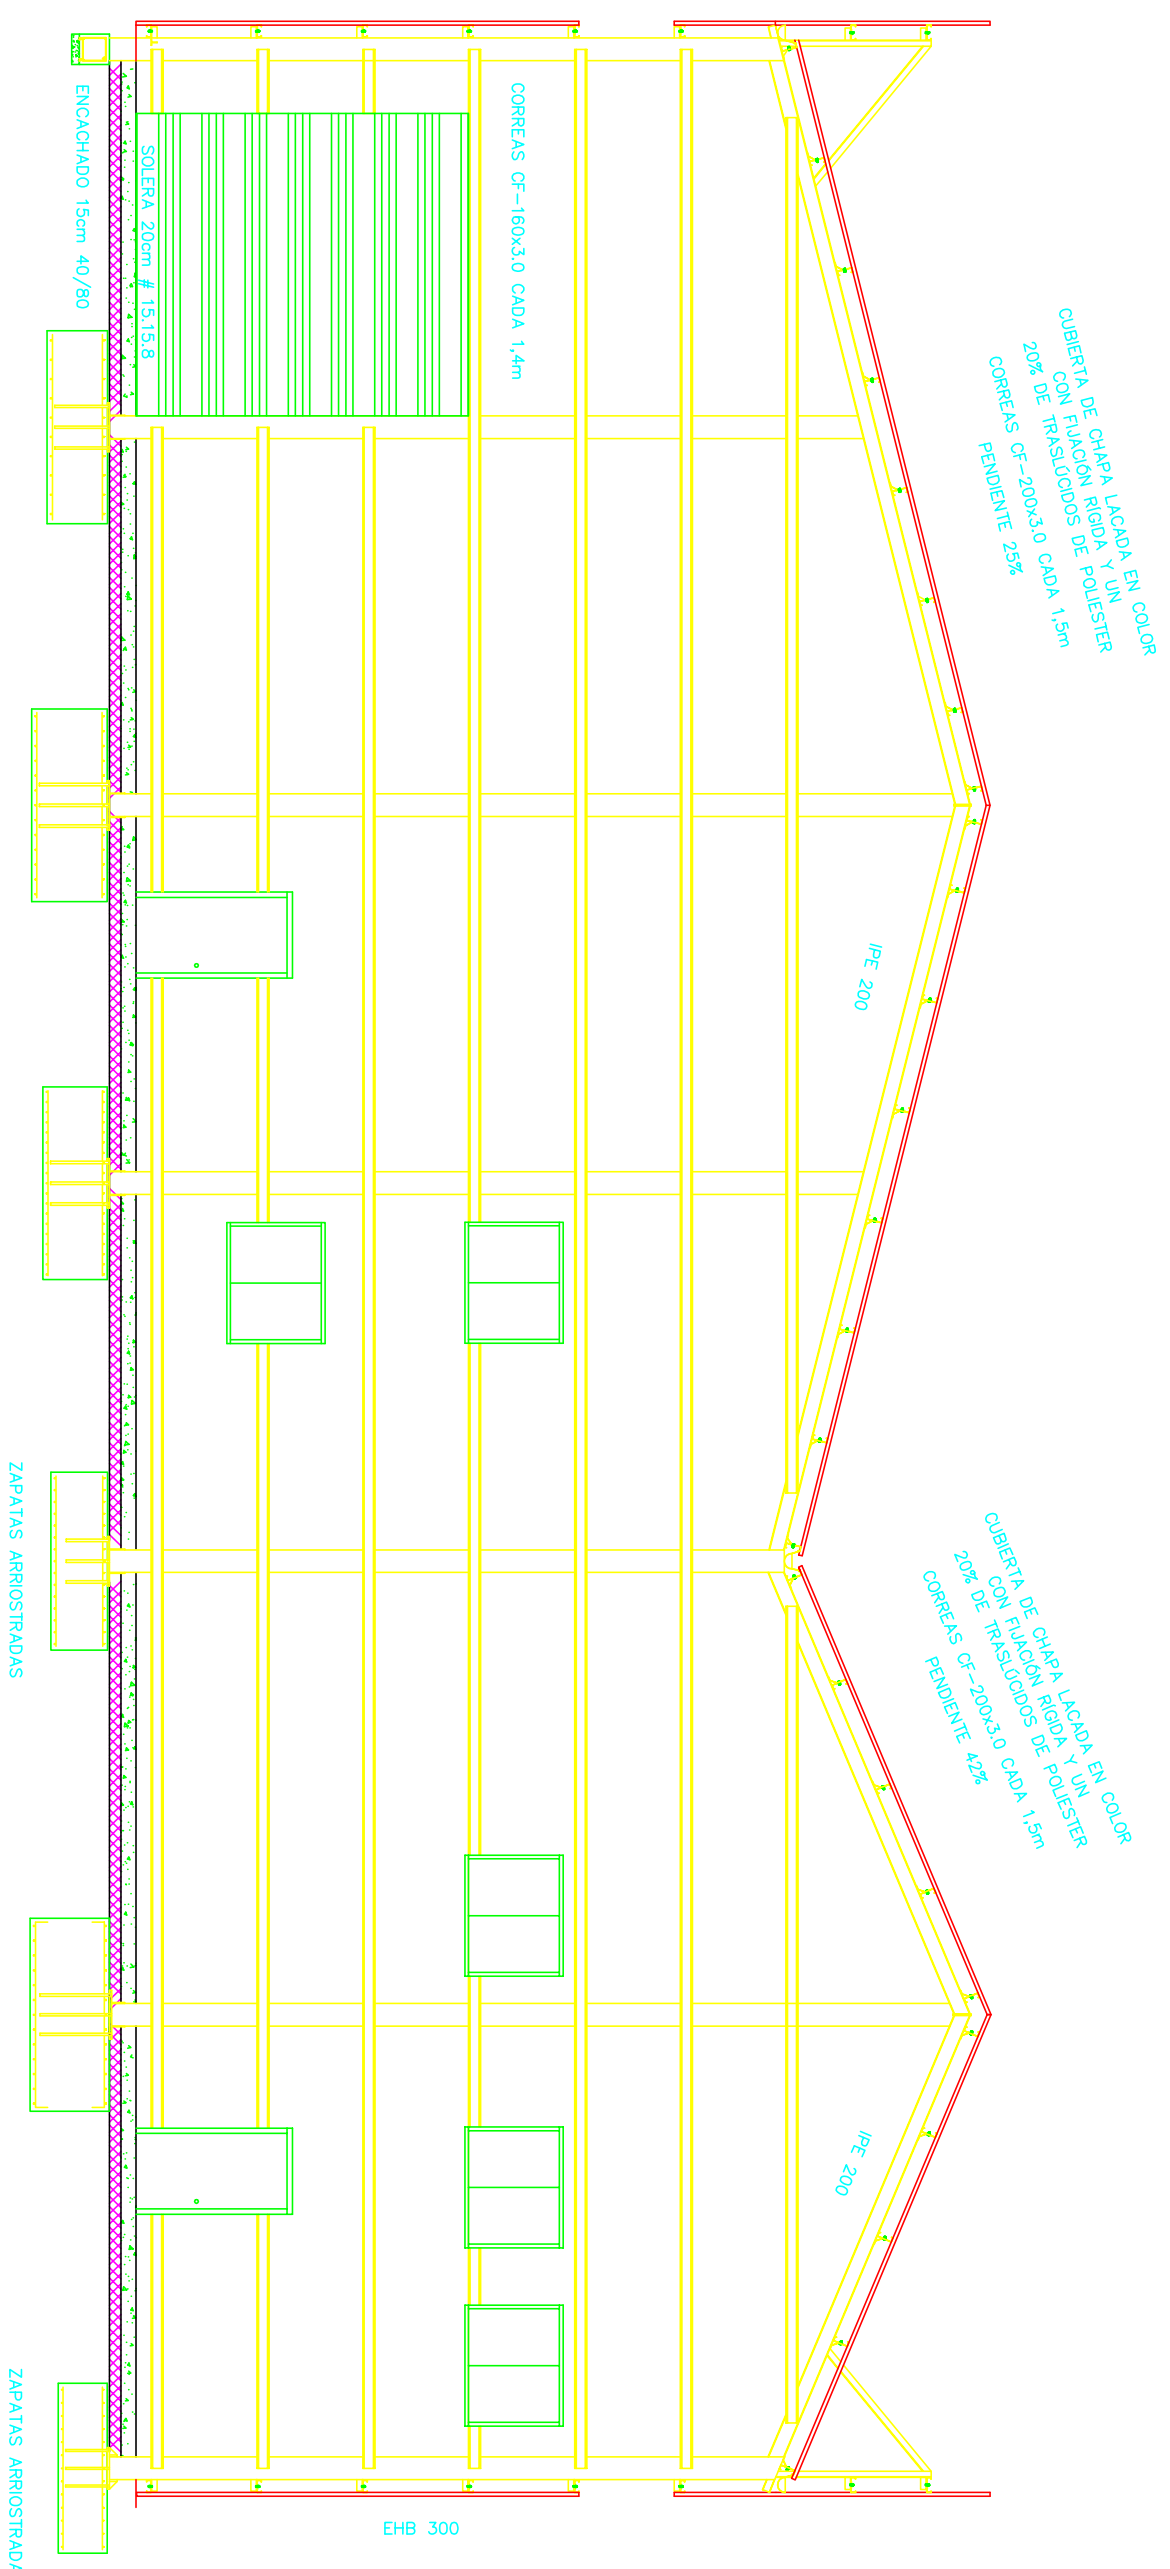 CUBIERTA DE CHAPA LACADA EN COLOR
CON FIJACIÓN RÍGIDA Y UN
20% DE TRASLÚCIDOS DE POLIESTER
CORREAS CF-200x3.0 CADA 1,5m
PENDIENTE 25%
CUBIERTA DE CHAPA LACADA EN COLOR
CON FIJACIÓN RÍGIDA Y UN
20% DE TRASLÚCIDOS DE POLIESTER
CORREAS CF-200x3.0 CADA 1,5m
PENDIENTE 42%
IPE 200
IPE 200
CORREAS CF-160x3.0 CADA 1,4m
EHB 300
SOLERA 20cm # 15.15.8
ENCACHADO 15cm 40/80
ZAPATAS ARRIOSTRADAS
ZAPATAS ARRIOSTRADA